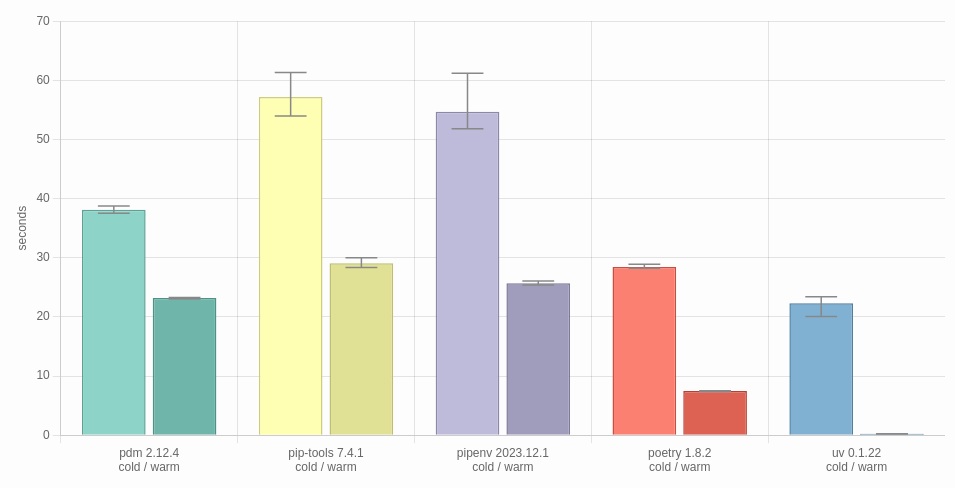 70
60
50
40
30
20
10
0
seconds
pdm 2.12.4
cold / warm
pip-tools 7.4.1
cold / warm
pipenv 2023.12.1
cold / warm
poetry 1.8.2
cold / warm
uv 0.1.22
cold / warm